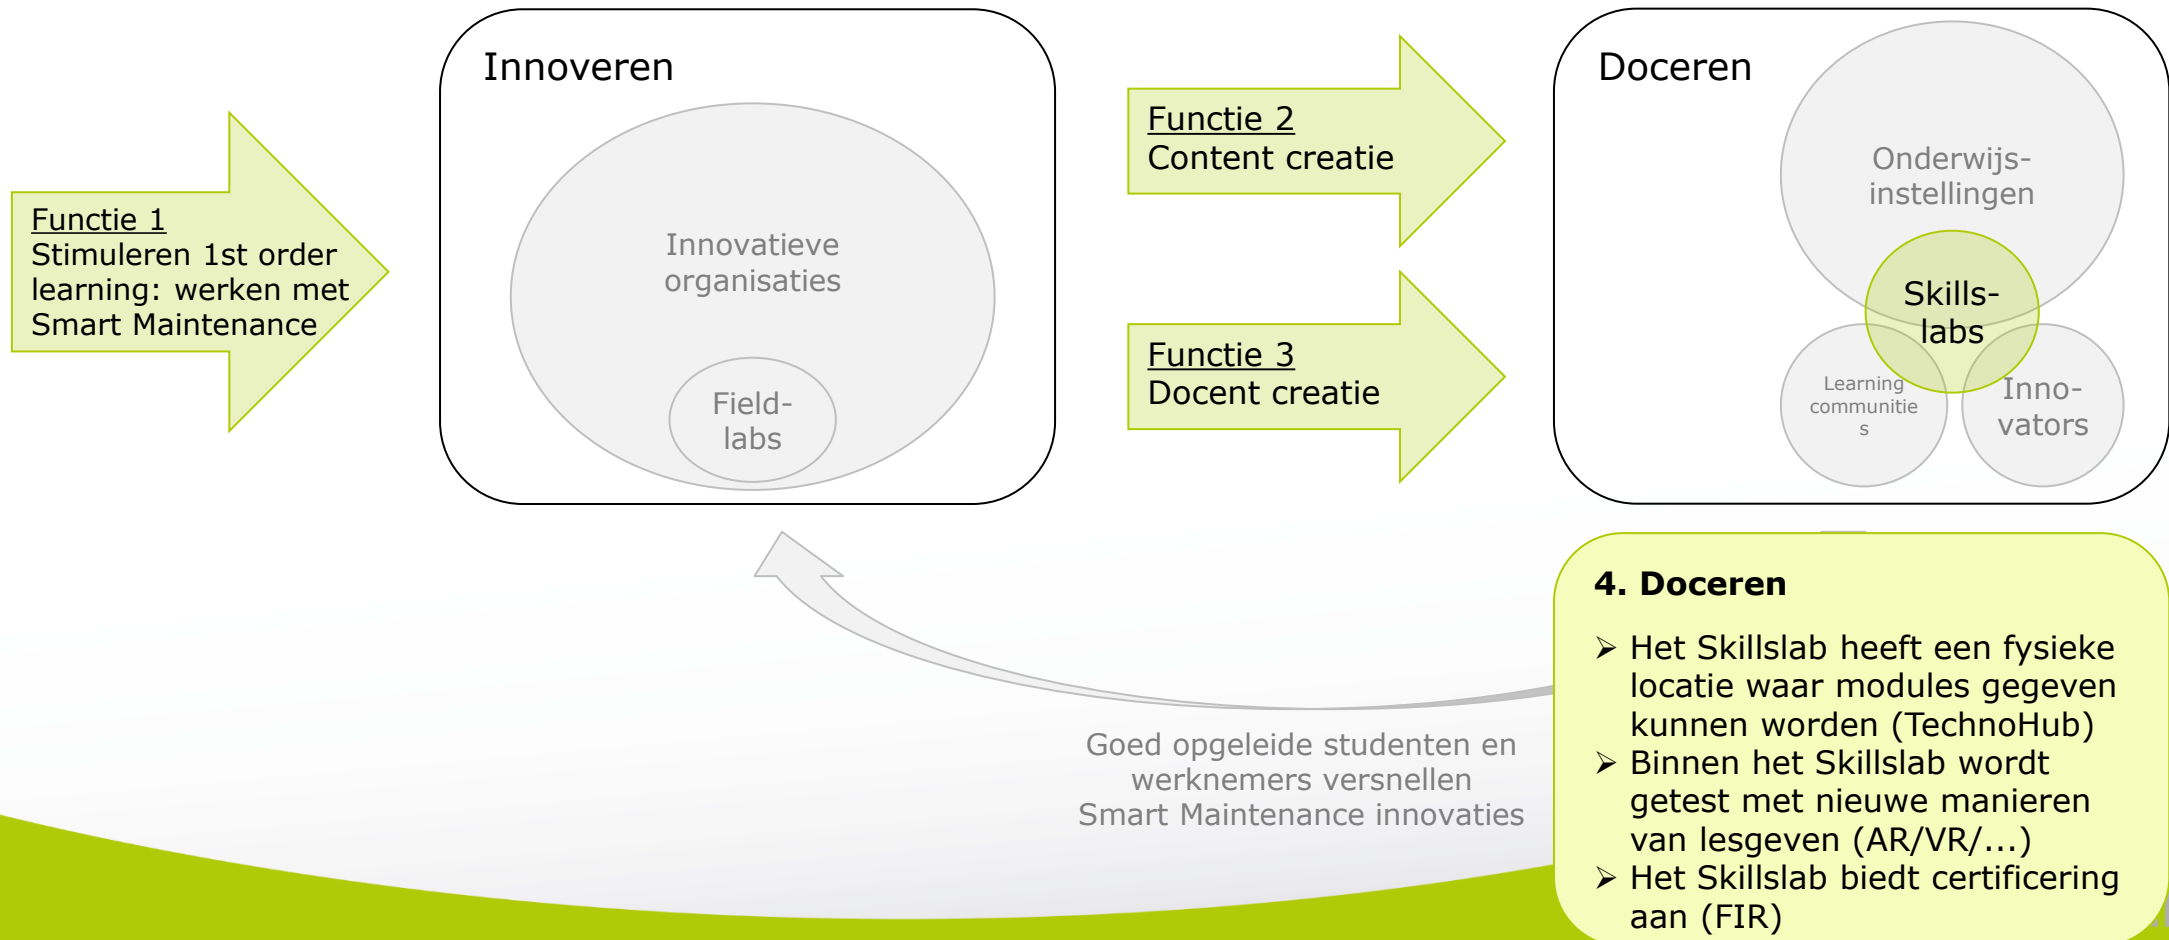 Functie 1
Stimuleren 1st order
learning: werken met
Smart Maintenance
Innoveren
Innovatieve
organisaties
Field-
labs
Functie 2
Content creatie
Functie 3
Docent creatie
Doceren
Onderwijs-
instellingen
Skills-
labs
Learning
communitie
s
Inno-
vators
Goed opgeleide studenten en
werknemers versnellen
Smart Maintenance innovaties
4. Doceren
➢ Het Skillslab heeft een fysieke
locatie waar modules gegeven
kunnen worden (TechnoHub)
➢ Binnen het Skillslab wordt
getest met nieuwe manieren
van lesgeven (AR/VR/...)
➢ Het Skillslab biedt certificering
aan (FIR)